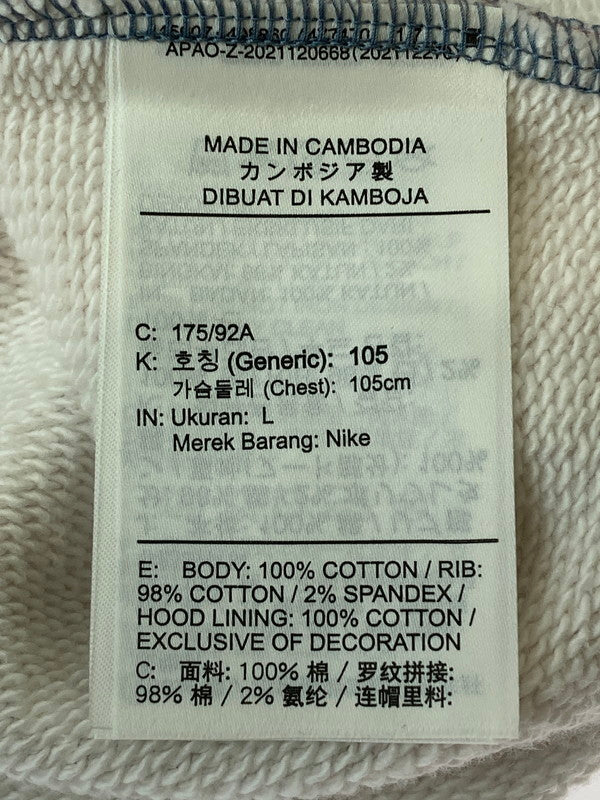 APAO-Z-2021120668(
MADE IN CAMBODIA
カンボジア製
DIBUAT DI KAMBOJA
C: 175/92A
K: 호칭 (Generic): 105
가슴둘레 (Chest): 105cm
IN: Ukuran: L
Merek Barang: Nike
E: BODY: 100% COTTON / RIB:
98% COTTON / 2% SPANDEX /
HOOD LINING: 100% COTTON /
EXCLUSIVE OF DECORATION
C: 面料: 100% 棉 / 罗纹拼接:
98% 棉 / 2% 氨纶 / 连帽里料: